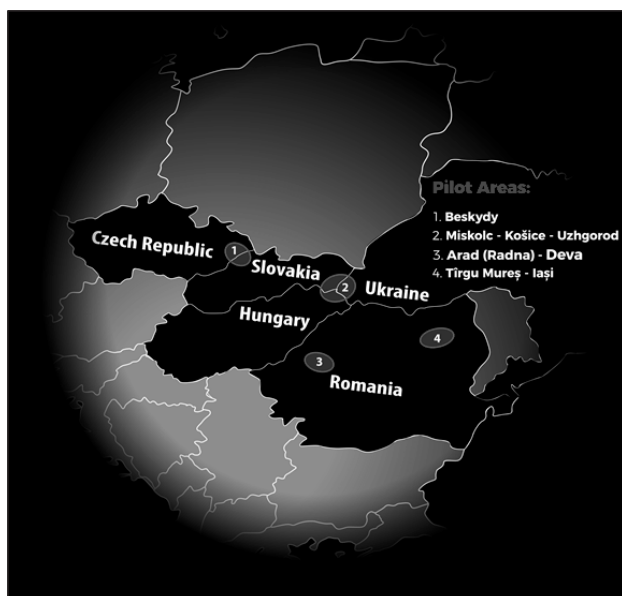 Pilot Areas:
1. Beskydy
2. Miskolc - Košice - Uzhgorod
3. Arad (Radna) - Deva
4. Tîrgu Mureș - Iași
Czech Republic
1
Slovakia
2
Ukraine
Hungary
4
3
Romania